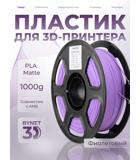 ПЛАСТИК
ДЛЯ 3D-ПРИНТЕРА
PLA
Matte
1000g
Совместим
с AMS
BYNET
3D
Фиолетовый